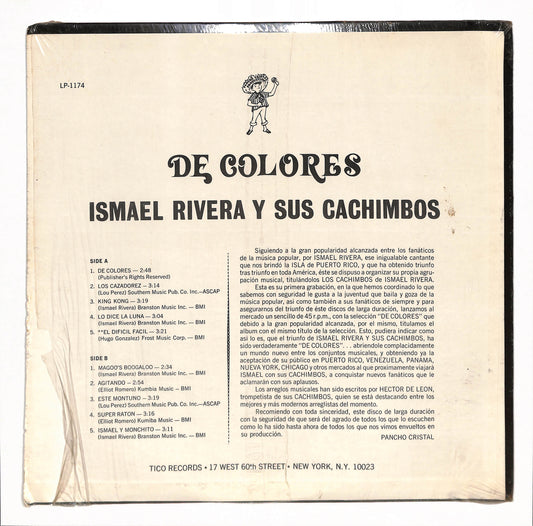 LP-1174
DE COLORES
ISMAEL RIVERA Y SUS CACHIMBOS
SIDE A
1. DE COLORES — 2:48
(Publisher's Rights Reserved)
2. LOS CAZADOREZ — 3:14
(Lou Perez) Southern Music Pub. Co. Inc.-ASCAP
3. KING KONG — 3:19
(Ismael Rivera) Branston Music Inc. — BMI
4. LO DICE LA LUNA — 3:04
(Ismael Rivera) Branston Music Inc. — BMI
5. **EL DIFICIL FACIL — 3:21
(Hugo Gonzalez) Frost Music Corp. — BMI
SIDE B
1. MAGOO'S BOOGALOO — 2:34
(Ismael Rivera) Branston Music Inc. — BMI
2. AGITANDO — 2:54
(Elliot Romero) Kumiba Music — BMI
3. ESTE MONTUNO — 3:19
(Lou Perez) Southern Music Pub. Co. Inc.-ASCAP
4. SUPER RATON — 3:16
(Elliot Romero) Kumiba Music — BMI
5. ISMAEL Y MONCHITO — 3:11
(Ismael Rivera) Branston Music Inc. — BMI
Siguiendo a la gran popularidad alcanzada entre los fanáticos
de la música popular, por ISMAEL RIVERA, ese inigualable cantante
que nos brindó la ISLA de PUERTO RICO, y que ha obtenido triunfo
tras triunfo en toda América, éste se dispuso a organizar su propia agru-
pación musical, titulándolos LOS CACHIMBOS de ISMAEL RIVERA.
Esta es su primera grabación, en la que hemos coordinado lo que
sabemos con seguridad le gusta a la juventud que baila y goza de la
música popular, así como también a sus fanáticos de siempre y para
asegurarnos del triunfo de éste discos de larga duración, lanzamos al
mercado un sencillo de 45 r.p.m., con la selección "DE COLORES" que
debido a la gran popularidad alcanzada, por el mismo, titulamos el
album con el mismo título de la selección. Esto, pudiera indicar como
así lo es, que el triunfo de ISMAEL RIVERA Y SUS CACHIMBOS, ha
sido verdaderamente "DE COLORES". . . abriendole complacidamente
un mundo nuevo entre los conjuntos musicales, y obteniendo ya la
aceptación de su público en PUERTO RICO, VENEZUELA, PANAMA,
NUEVA YORK, CHICAGO y otros mercados al que proximamente viajará
ISMAEL con sus CACHIMBOS, a conquistar nuevos fanáticos que le
aclamarán con sus aplausos.
Los arreglos musicales han sido escritos por HECTOR DE LEON,
trompetista de sus CACHIMBOS, quien se está destacando entre los
mejores y más modernos arreglistas del momento.
Recomiendo con toda sinceridad, este disco de larga duración
con la seguridad de que será del agrado de todos los que lo escuchen
como lo ha sido hasta ahora de todos los que nos vimos envueltos en
su producción.
PANCHO CRISTAL
TICO RECORDS • 17 WEST 60th STREET • NEW YORK, N.Y. 10023